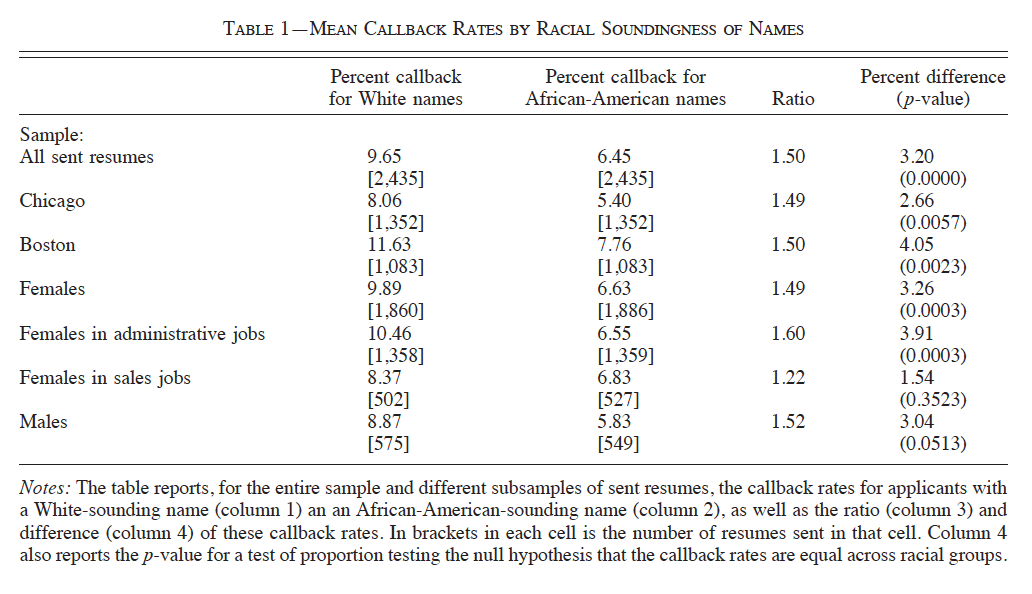 TABLE 1—MEAN CALLBACK RATES BY RACIAL SOUNDINGNESS OF NAMES
Percent callback for White names Percent callback for African-American names Ratio Percent difference (p-value)
Sample:
All sent resumes 9.65 6.45 1.50 3.20
[2,435] [2,435] (0.0000)
Chicago 8.06 5.40 1.49 2.66
[1,352] [1,352] (0.0057)
Boston 11.63 7.76 1.50 4.05
[1,083] [1,083] (0.0023)
Females 9.89 6.63 1.49 3.26
[1,860] [1,886] (0.0003)
Females in administrative jobs 10.46 6.55 1.60 3.91
[1,358] [1,359] (0.0003)
Females in sales jobs 8.37 6.83 1.22 1.54
[502] [527] (0.3523)
Males 8.87 5.83 1.52 3.04
[575] [549] (0.0513)
Notes: The table reports, for the entire sample and different subsamples of sent resumes, the callback rates for applicants with
a White-sounding name (column 1) an an African-American-sounding name (column 2), as well as the ratio (column 3) and
difference (column 4) of these callback rates. In brackets in each cell is the number of resumes sent in that cell. Column 4
also reports the p-value for a test of proportion testing the null hypothesis that the callback rates are equal across racial groups.